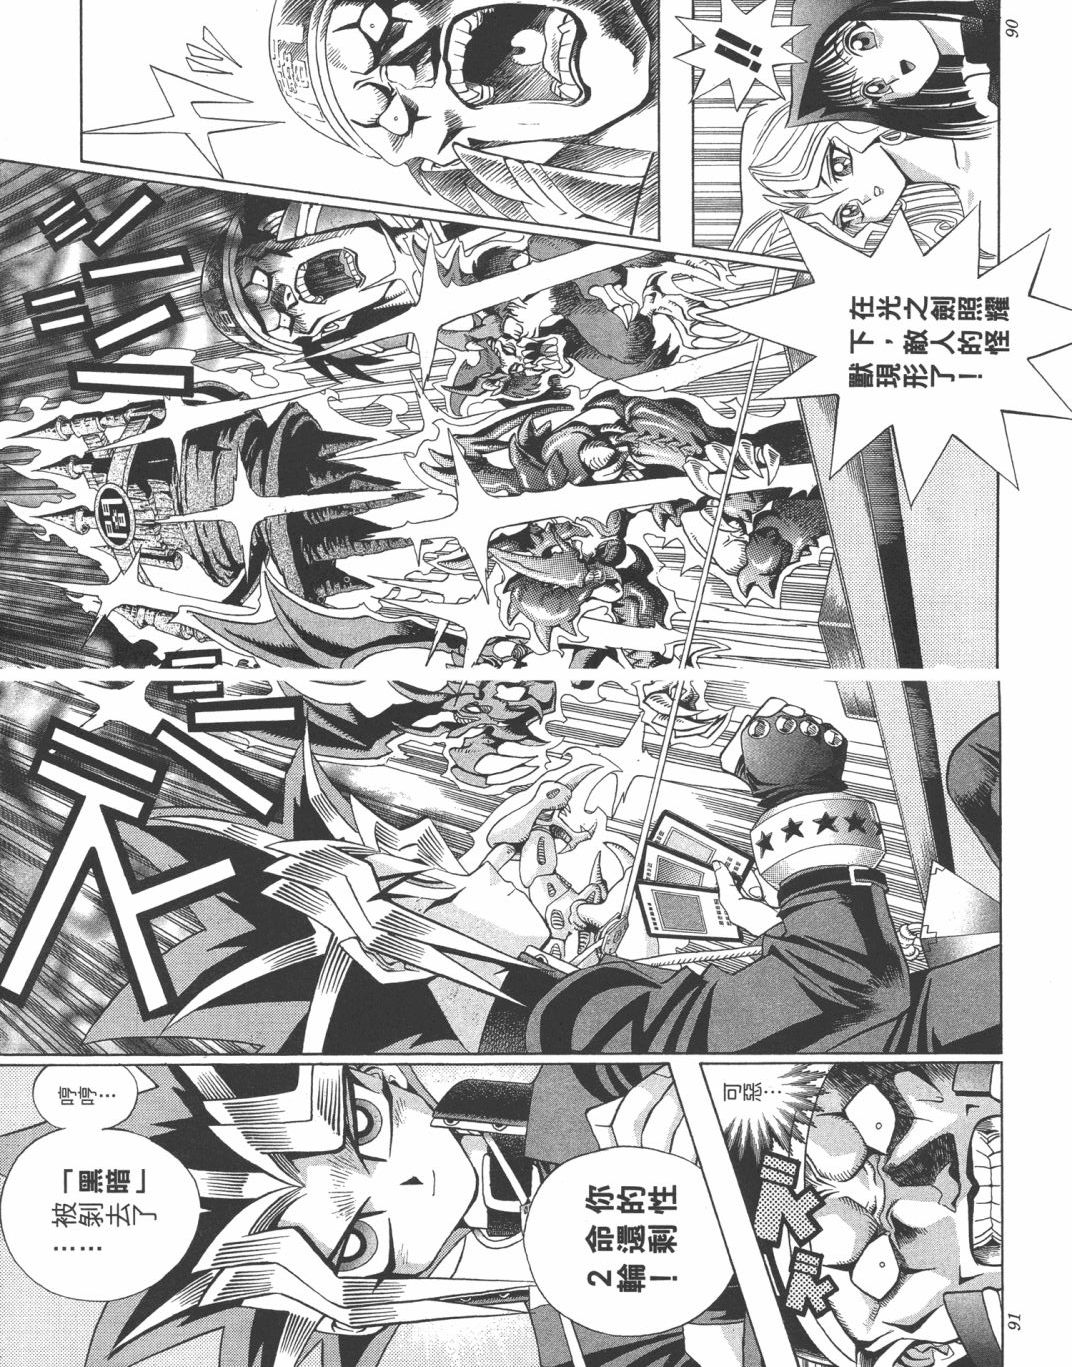 90
!!
在光之劍照耀
下，敵人的怪
獸現形了！
闇
可惡…
你的性
命還剩
2輪！
哼哼…
「黑暗」
被剝去了
……
91